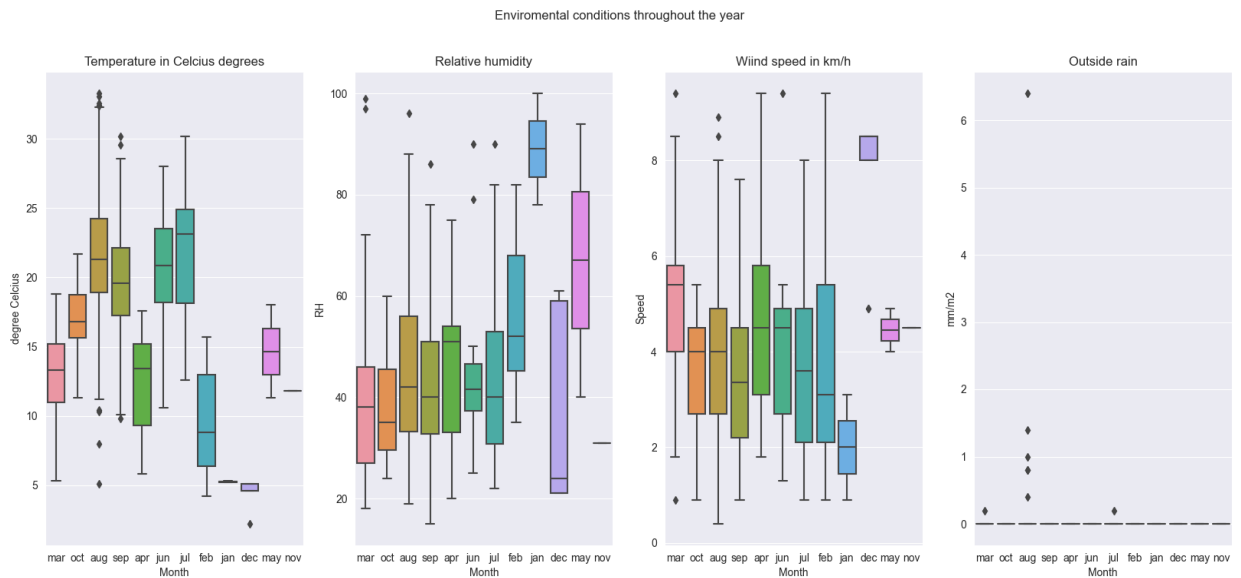 Enviromental conditions throughout the year
Temperature in Celcius degrees
degree Celcius
30
25
20
15
10
5
mar oct aug sep apr jun jul feb jan dec may nov
Month
Relative humidity
RH
100
80
60
40
20
mar oct aug sep apr jun jul feb jan dec may nov
Month
Wiind speed in km/h
Speed
8
6
4
2
0
mar oct aug sep apr jun jul feb jan dec may nov
Month
Outside rain
mm/m2
6
5
4
3
2
1
0
mar oct aug sep apr jun jul feb jan dec may nov
Month